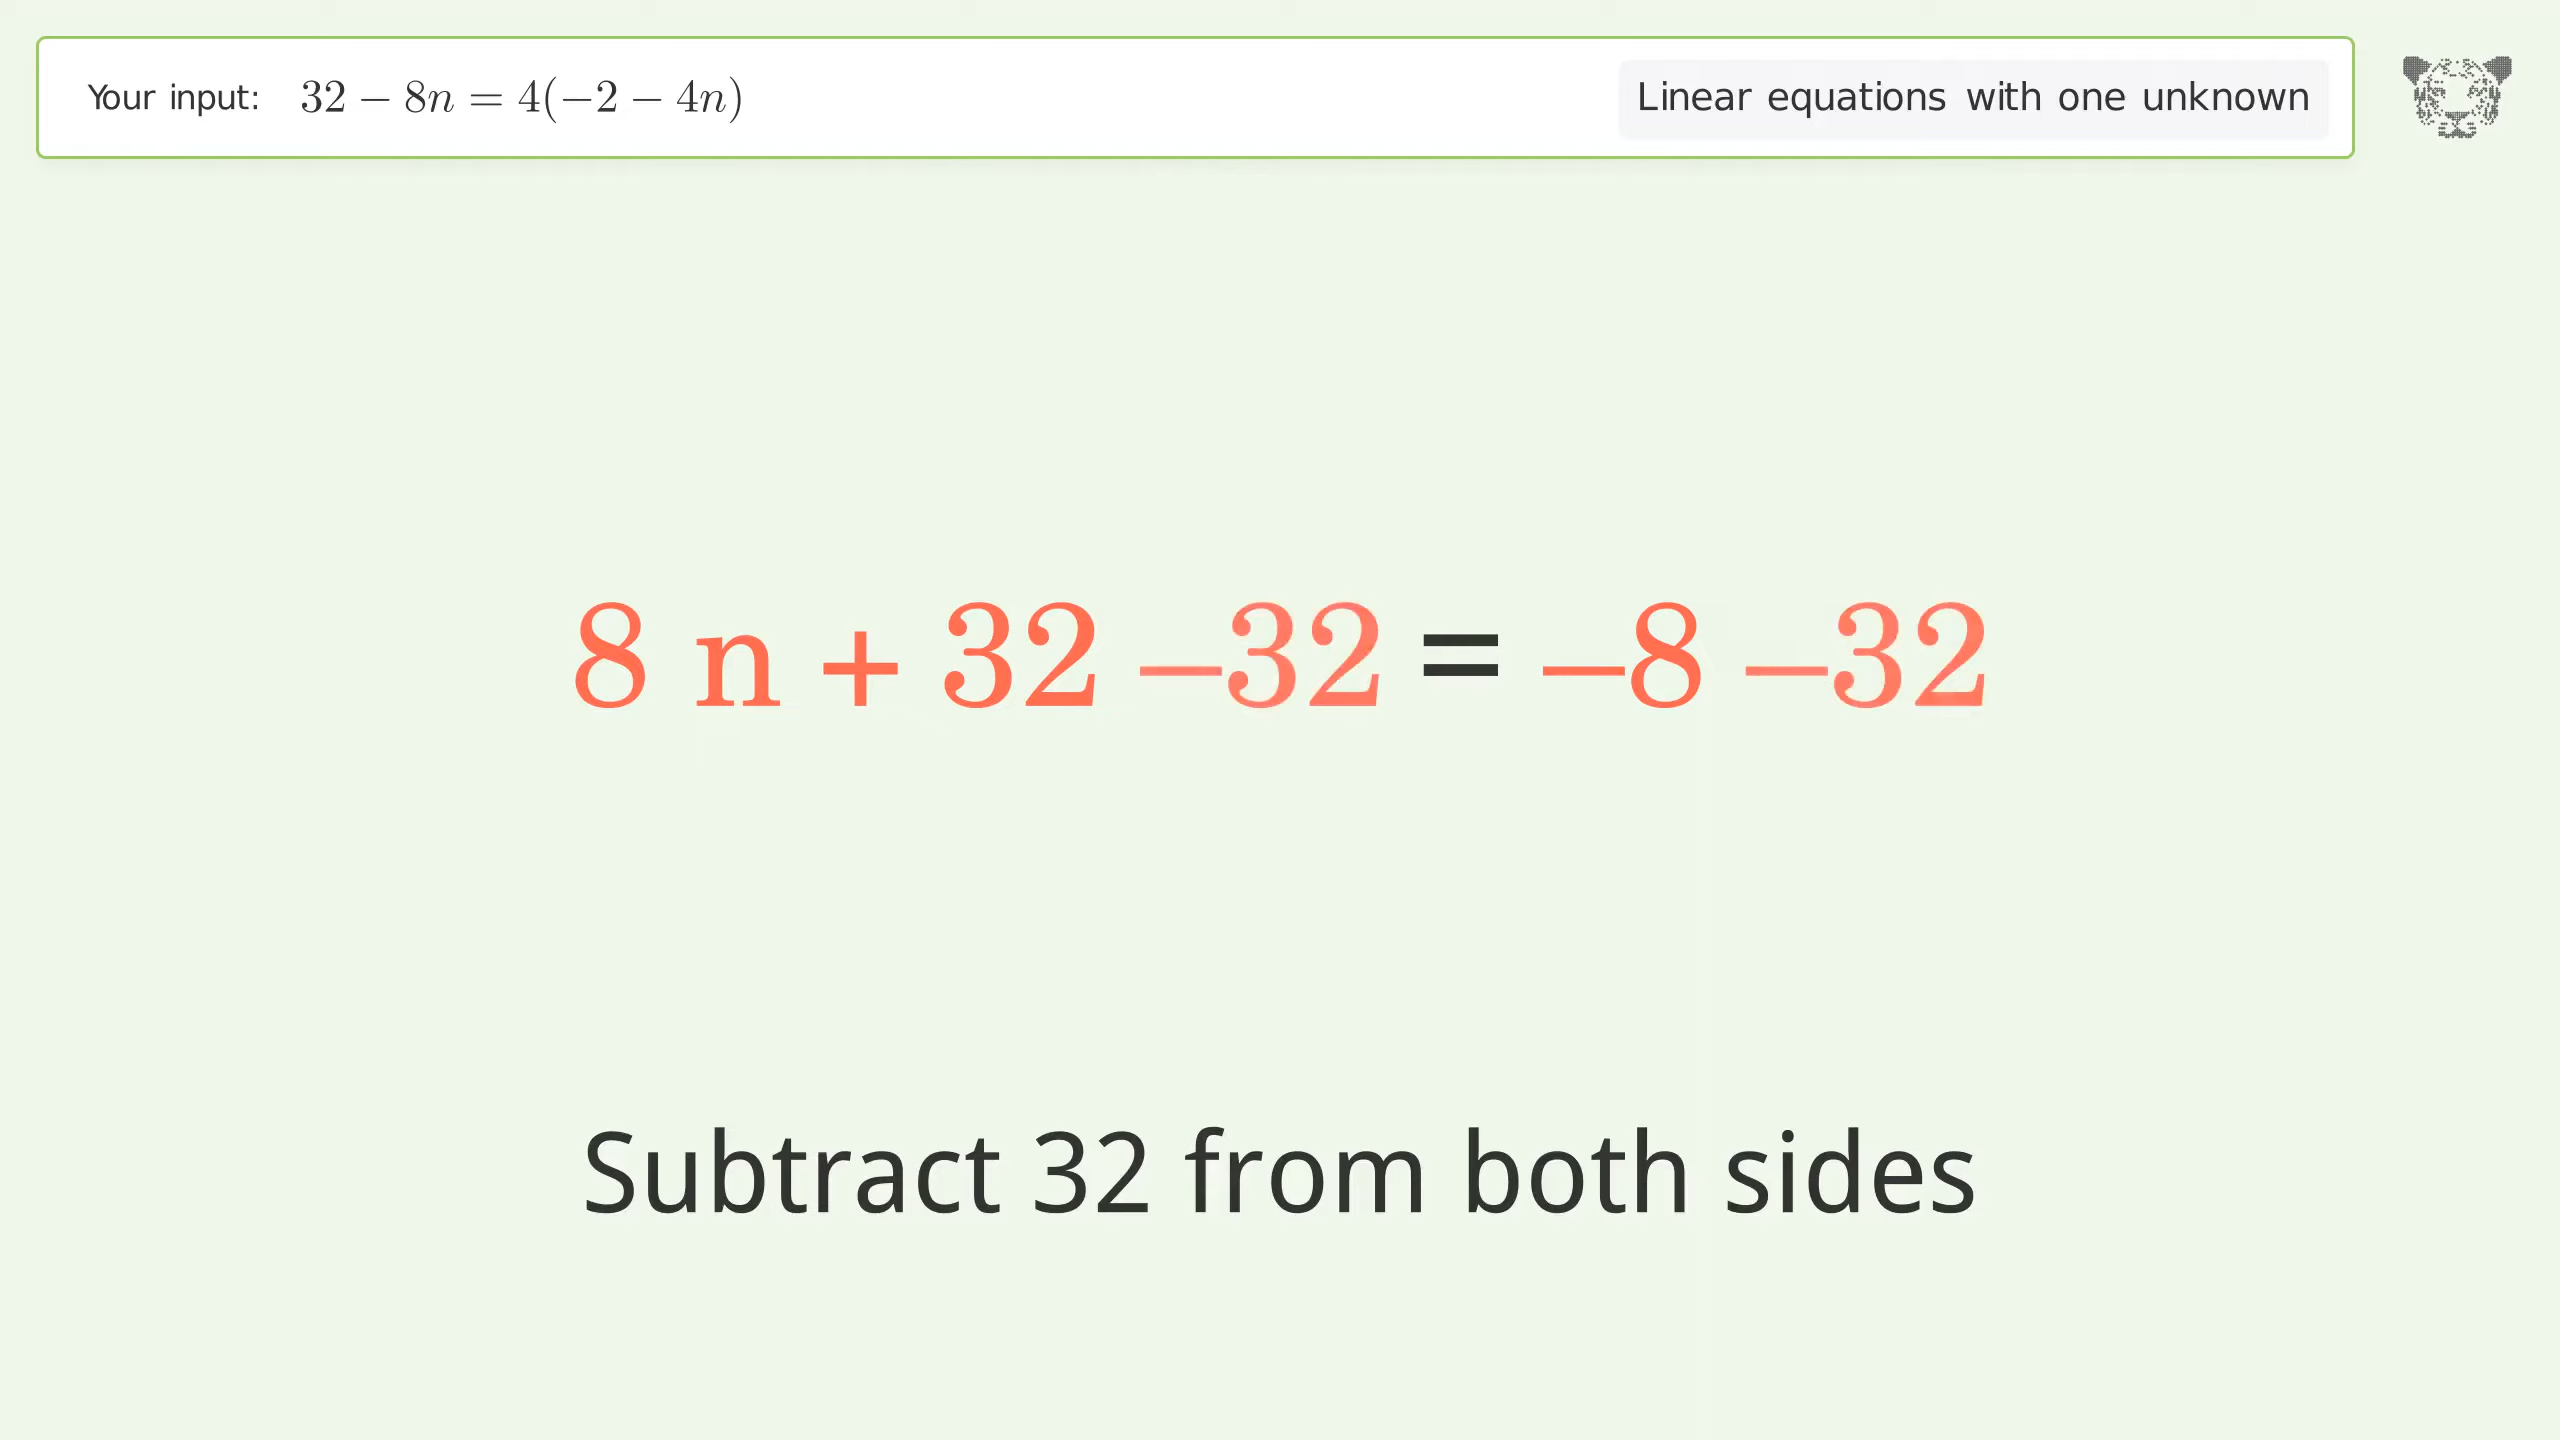 Your input: 32 − 8n = 4(−2 − 4n) Linear equations with one unknown
8 n + 32 −32 = −8 −32
Subtract 32 from both sides